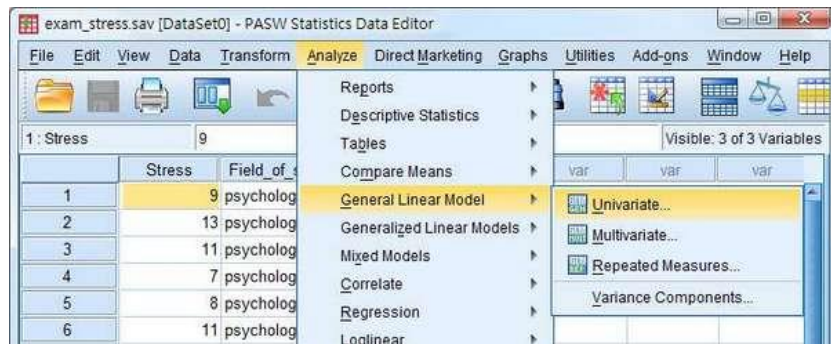 exam_stress.sav [DataSet0] - PASW Statistics Data Editor
File Edit View Data Transform Analyze Direct Marketing Graphs Utilities Add-ons Window Help
Reports
Descriptive Statistics
1 : Stress 9 Tables Visible: 3 of 3 Variables
Stress Field_of_s Compare Means var var var
1 9 psycholog General Linear Model Univariate...
2 13 psycholog Generalized Linear Models Multivariate...
3 11 psycholog Mixed Models Repeated Measures...
4 7 psycholog Correlate Variance Components...
5 8 psycholog Regression
6 11 psycholog Loglinear